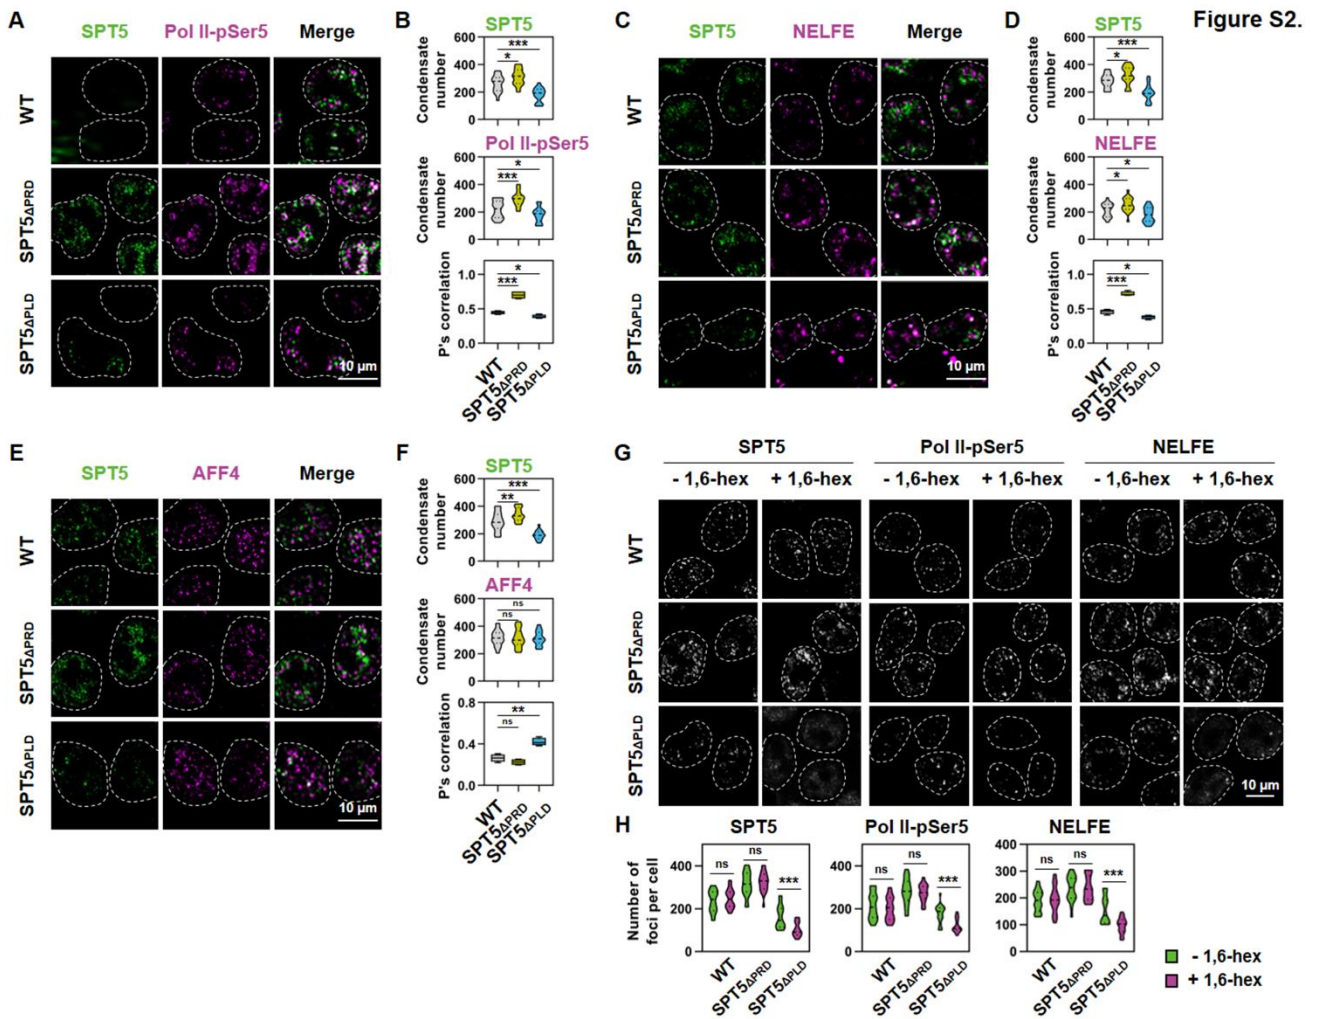 Figure S2.
A
SPT5 Pol II-pSer5 Merge
WT
SPT5ΔPRD
SPT5ΔPLD
10 µm
B
SPT5
Condensate number
600
400
200
0
*
***
Pol II-pSer5
Condensate number
600
400
200
0
***
*
P's correlation
1.0
0.5
0.0
***
*
WT
SPT5ΔPRD
SPT5ΔPLD
C
SPT5 NELFE Merge
WT
SPT5ΔPRD
SPT5ΔPLD
10 µm
D
SPT5
Condensate number
600
400
200
0
*
***
NELFE
Condensate number
600
400
200
0
*
*
P's correlation
1.0
0.5
0.0
***
*
WT
SPT5ΔPRD
SPT5ΔPLD
E
SPT5 AFF4 Merge
WT
SPT5ΔPRD
SPT5ΔPLD
10 µm
F
SPT5
Condensate number
600
400
200
0
**
***
AFF4
Condensate number
600
400
200
0
ns
ns
P's correlation
0.8
0.4
0.0
ns
**
WT
SPT5ΔPRD
SPT5ΔPLD
G
SPT5 Pol II-pSer5 NELFE
- 1,6-hex + 1,6-hex - 1,6-hex + 1,6-hex - 1,6-hex + 1,6-hex
WT
SPT5ΔPRD
SPT5ΔPLD
10 µm
H
SPT5
Number of
foci per cell
400
200
0
ns
ns
***
WT
SPT5ΔPRD
SPT5ΔPLD
Pol II-pSer5
400
200
0
ns
ns
***
WT
SPT5ΔPRD
SPT5ΔPLD
NELFE
400
300
200
100
0
ns
ns
***
WT
SPT5ΔPRD
SPT5ΔPLD
- 1,6-hex
+ 1,6-hex